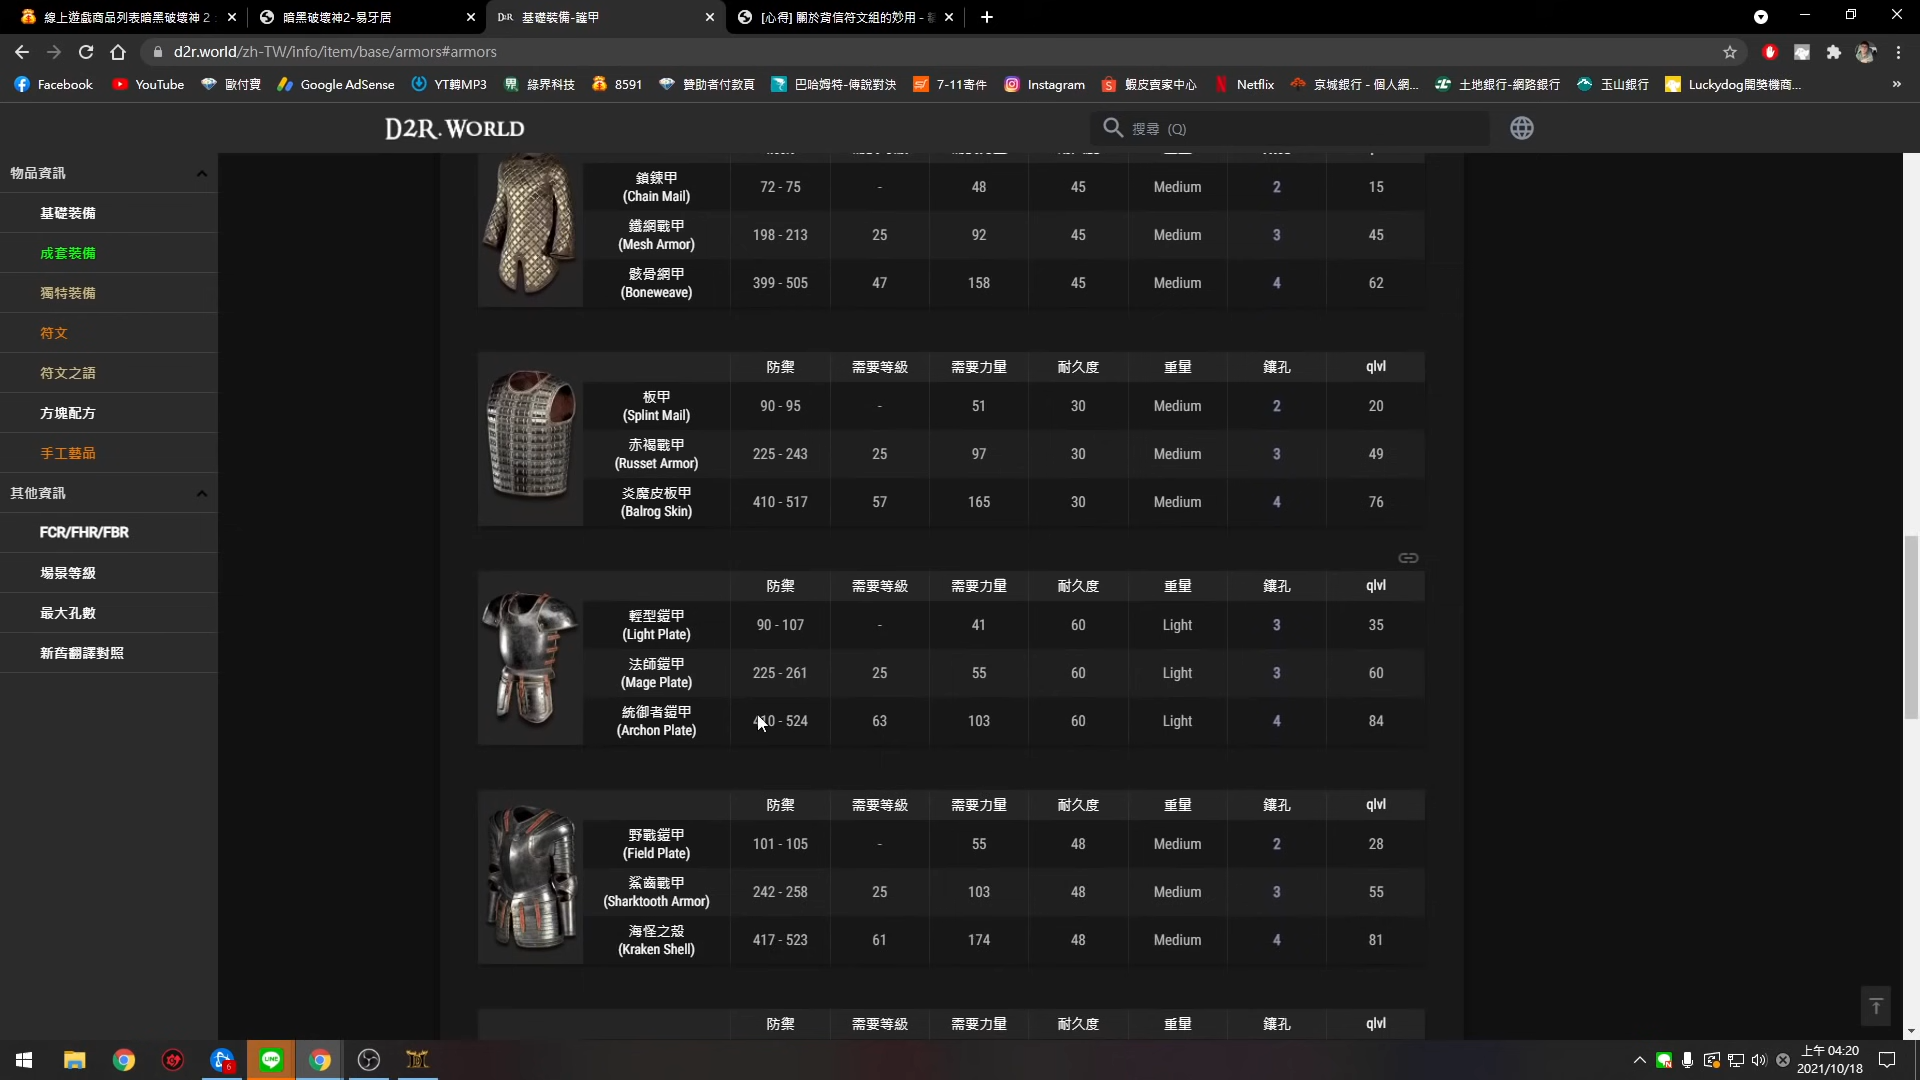 線上遊戲商品列表暗黑破壞神 2
暗黑破壞神2-易牙居
D2R 基礎裝備-護甲
[心得] 關於背信符文組的妙用 -
d2r.world/zh-TW/info/item/base/armors#armors
Facebook YouTube 歐付寶 Google AdSense YT轉MP3 綠界科技 8591 贊助者付款頁 巴哈姆特-傳說對決 7-11寄件 Instagram 蝦皮賣家中心 Netflix 京城銀行 - 個人網... 土地銀行-網路銀行 玉山銀行 Luckydog開獎機商... »
D2R.WORLD
搜尋 (Q)
物品資訊
基礎裝備
成套裝備
獨特裝備
符文
符文之語
方塊配方
手工藝品
其他資訊
FCR/FHR/FBR
場景等級
最大孔數
新舊翻譯對照
鎖鍊甲
(Chain Mail) 72 - 75 - 48 45 Medium 2 15
鐵網戰甲
(Mesh Armor) 198 - 213 25 92 45 Medium 3 45
骸骨網甲
(Boneweave) 399 - 505 47 158 45 Medium 4 62
防禦 需要等級 需要力量 耐久度 重量 鑲孔 qlvl
板甲
(Splint Mail) 90 - 95 - 51 30 Medium 2 20
赤褐戰甲
(Russet Armor) 225 - 243 25 97 30 Medium 3 49
炎魔皮板甲
(Balrog Skin) 410 - 517 57 165 30 Medium 4 76
防禦 需要等級 需要力量 耐久度 重量 鑲孔 qlvl
輕型鎧甲
(Light Plate) 90 - 107 - 41 60 Light 3 35
法師鎧甲
(Mage Plate) 225 - 261 25 55 60 Light 3 60
統御者鎧甲
(Archon Plate) 410 - 524 63 103 60 Light 4 84
防禦 需要等級 需要力量 耐久度 重量 鑲孔 qlvl
野戰鎧甲
(Field Plate) 101 - 105 - 55 48 Medium 2 28
鯊齒戰甲
(Sharktooth Armor) 242 - 258 25 103 48 Medium 3 55
海怪之殼
(Kraken Shell) 417 - 523 61 174 48 Medium 4 81
防禦 需要等級 需要力量 耐久度 重量 鑲孔 qlvl
6
LINE
上午 04:20
2021/10/18